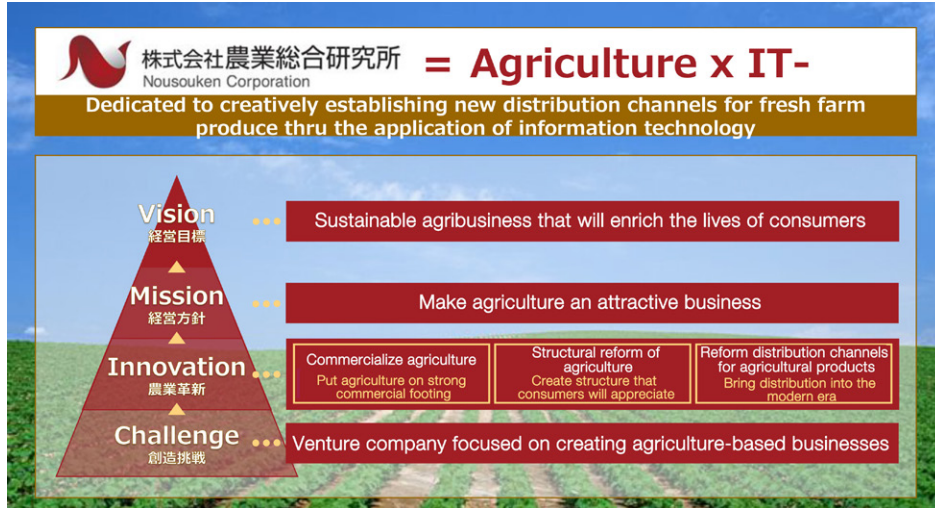 株式会社農業総合研究所
Nousouken Corporation
= Agriculture x IT-
Dedicated to creatively establishing new distribution channels for fresh farm
produce thru the application of information technology
Vision
経営目標
Sustainable agribusiness that will enrich the lives of consumers
Mission
経営方針
Make agriculture an attractive business
Innovation
農業革新
Commercialize agriculture
Put agriculture on strong
commercial footing
Structural reform of
agriculture
Create structure that
consumers will appreciate
Reform distribution channels
for agricultural products
Bring distribution into the
modern era
Challenge
創造挑戦
Venture company focused on creating agriculture-based businesses